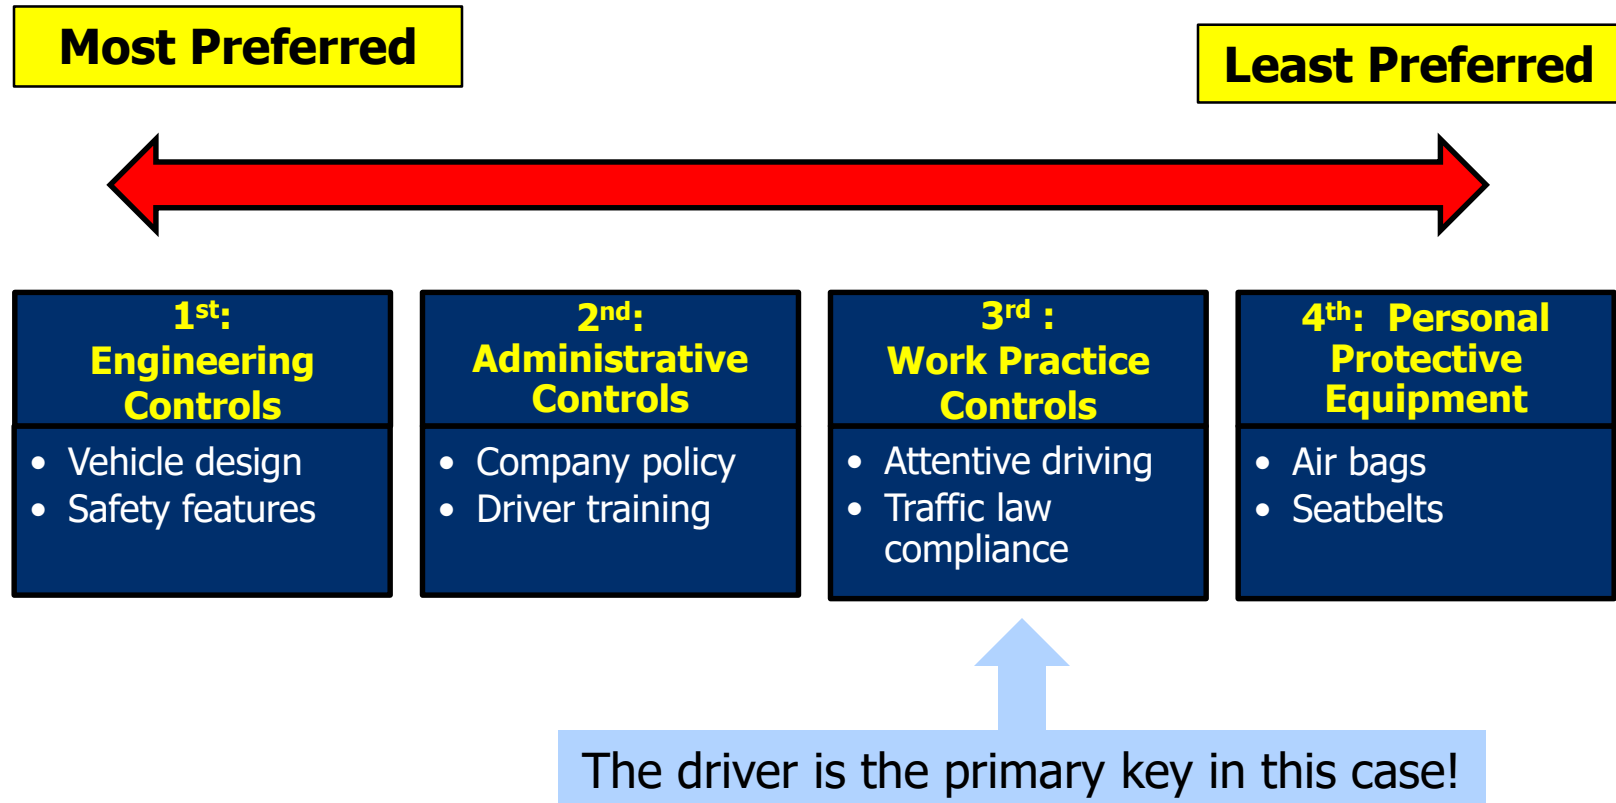 Most Preferred
Least Preferred
1st:
Engineering
Controls
• Vehicle design
• Safety features
2nd:
Administrative
Controls
• Company policy
• Driver training
3rd :
Work Practice
Controls
• Attentive driving
• Traffic law
compliance
4th: Personal
Protective
Equipment
• Air bags
• Seatbelts
The driver is the primary key in this case!